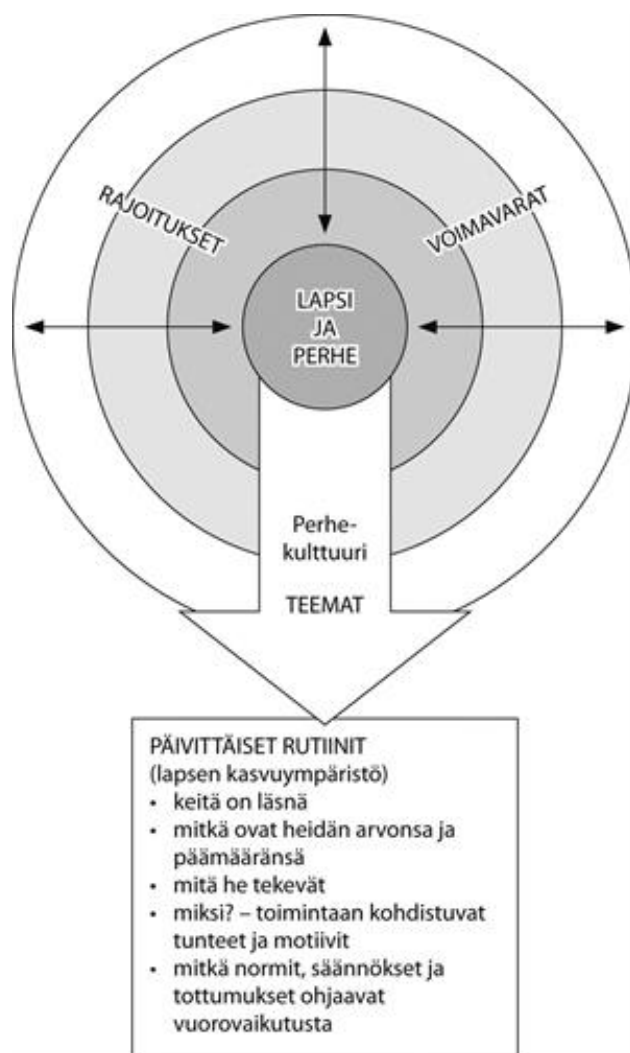 RAJOITUKSET
VOIMAVARAT
LAPSI
JA
PERHE
Perhe-
kulttuuri
TEEMAT
PÄIVITTÄISET RUTIINIT
(lapsen kasvuympäristö)
• keitä on läsnä
• mitkä ovat heidän arvonsa ja
päämääränsä
• mitä he tekevät
• miksi? – toimintaan kohdistuvat
tunteet ja motiivit
• mitkä normit, säännökset ja
tottumukset ohjaavat
vuorovaikutusta